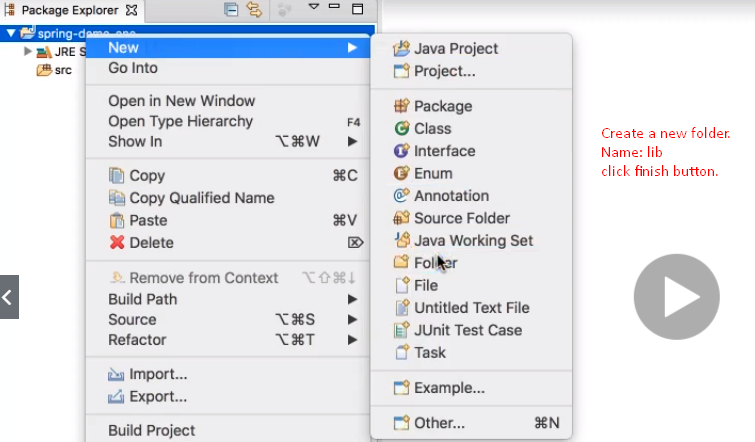 Package Explorer
spring-demo-one
JRE S
src
New
Go Into
Open in New Window
Open Type Hierarchy F4
Show In ⌥⌘W
Copy ⌘C
Copy Qualified Name
Paste ⌘V
Delete ⌦
Remove from Context ⌥⇧⌘↓
Build Path
Source ⌥⌘S
Refactor ⌥⌘T
Import...
Export...
Build Project
Java Project
Project...
Package
Class
Interface
Enum
Annotation
Source Folder
Java Working Set
Folder
File
Untitled Text File
JUnit Test Case
Task
Example...
Other... ⌘N
Create a new folder.
Name: lib
click finish button.